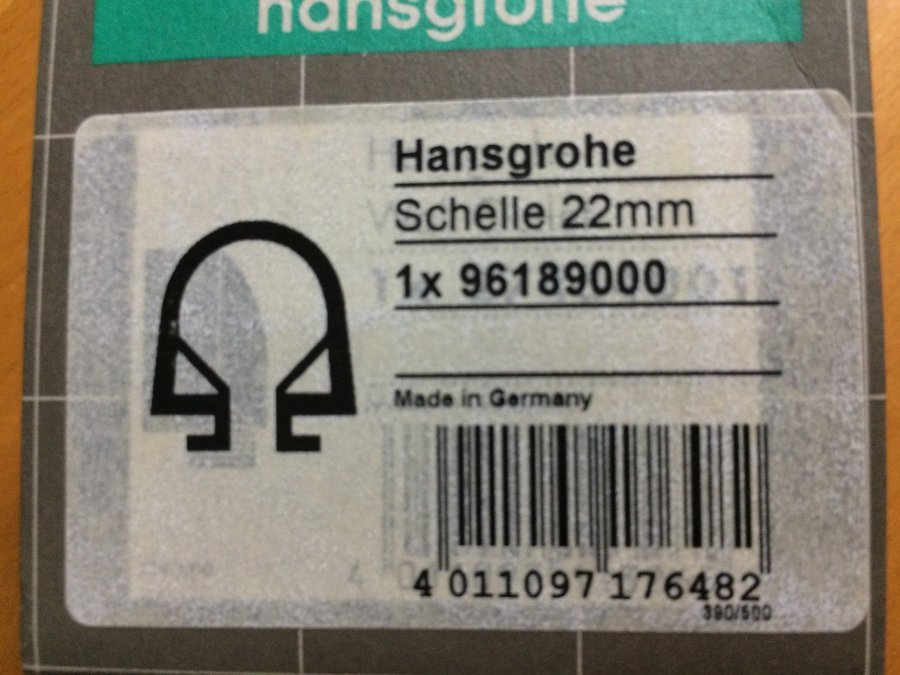 hansgrohe
Hansgrohe
Schelle 22mm
1x 96189000
Made in Germany
4 011097 176482
390/500